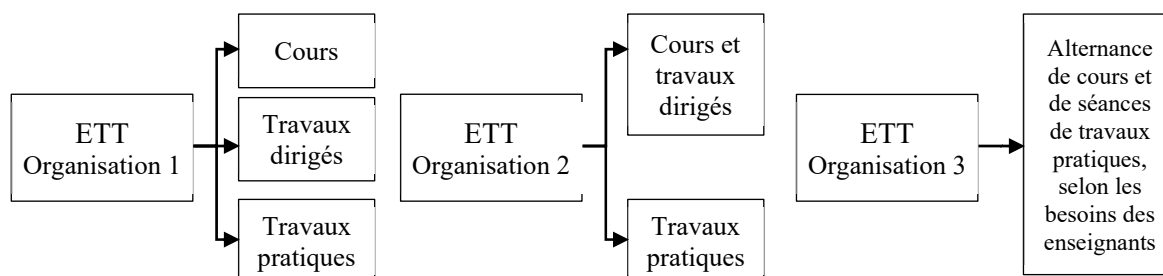 ETT
Organisation 1
Cours
Travaux
dirigés
Travaux
pratiques
ETT
Organisation 2
Cours et
travaux
dirigés
Travaux
pratiques
ETT
Organisation 3
Alternance
de cours et
de séances
de travaux
pratiques,
selon les
besoins des
enseignants